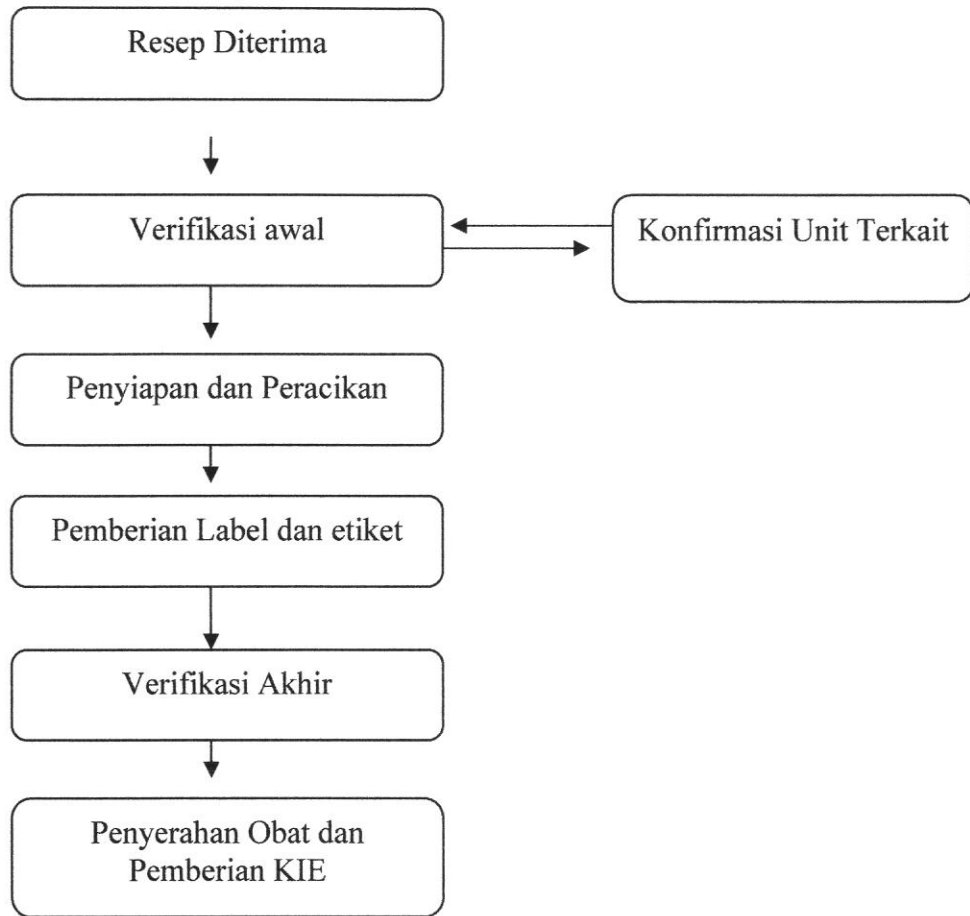 Resep Diterima
Verifikasi awal
Konfirmasi Unit Terkait
Penyiapan dan Peracikan
Pemberian Label dan etiket
Verifikasi Akhir
Penyerahan Obat dan
Pemberian KIE